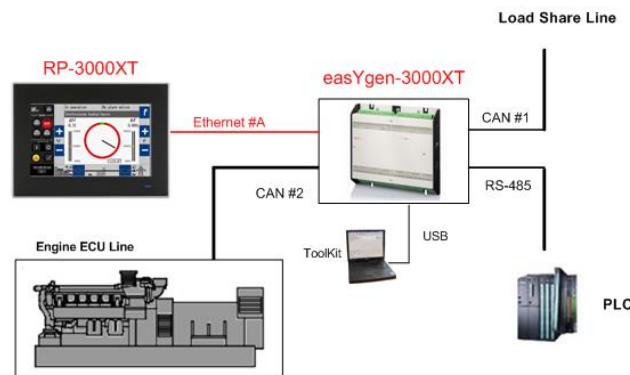 Load Share Line
RP-3000XT
easYgen-3000XT
Ethernet #A
CAN #1
CAN #2
RS-485
USB
ToolKit
Engine ECU Line
PLC